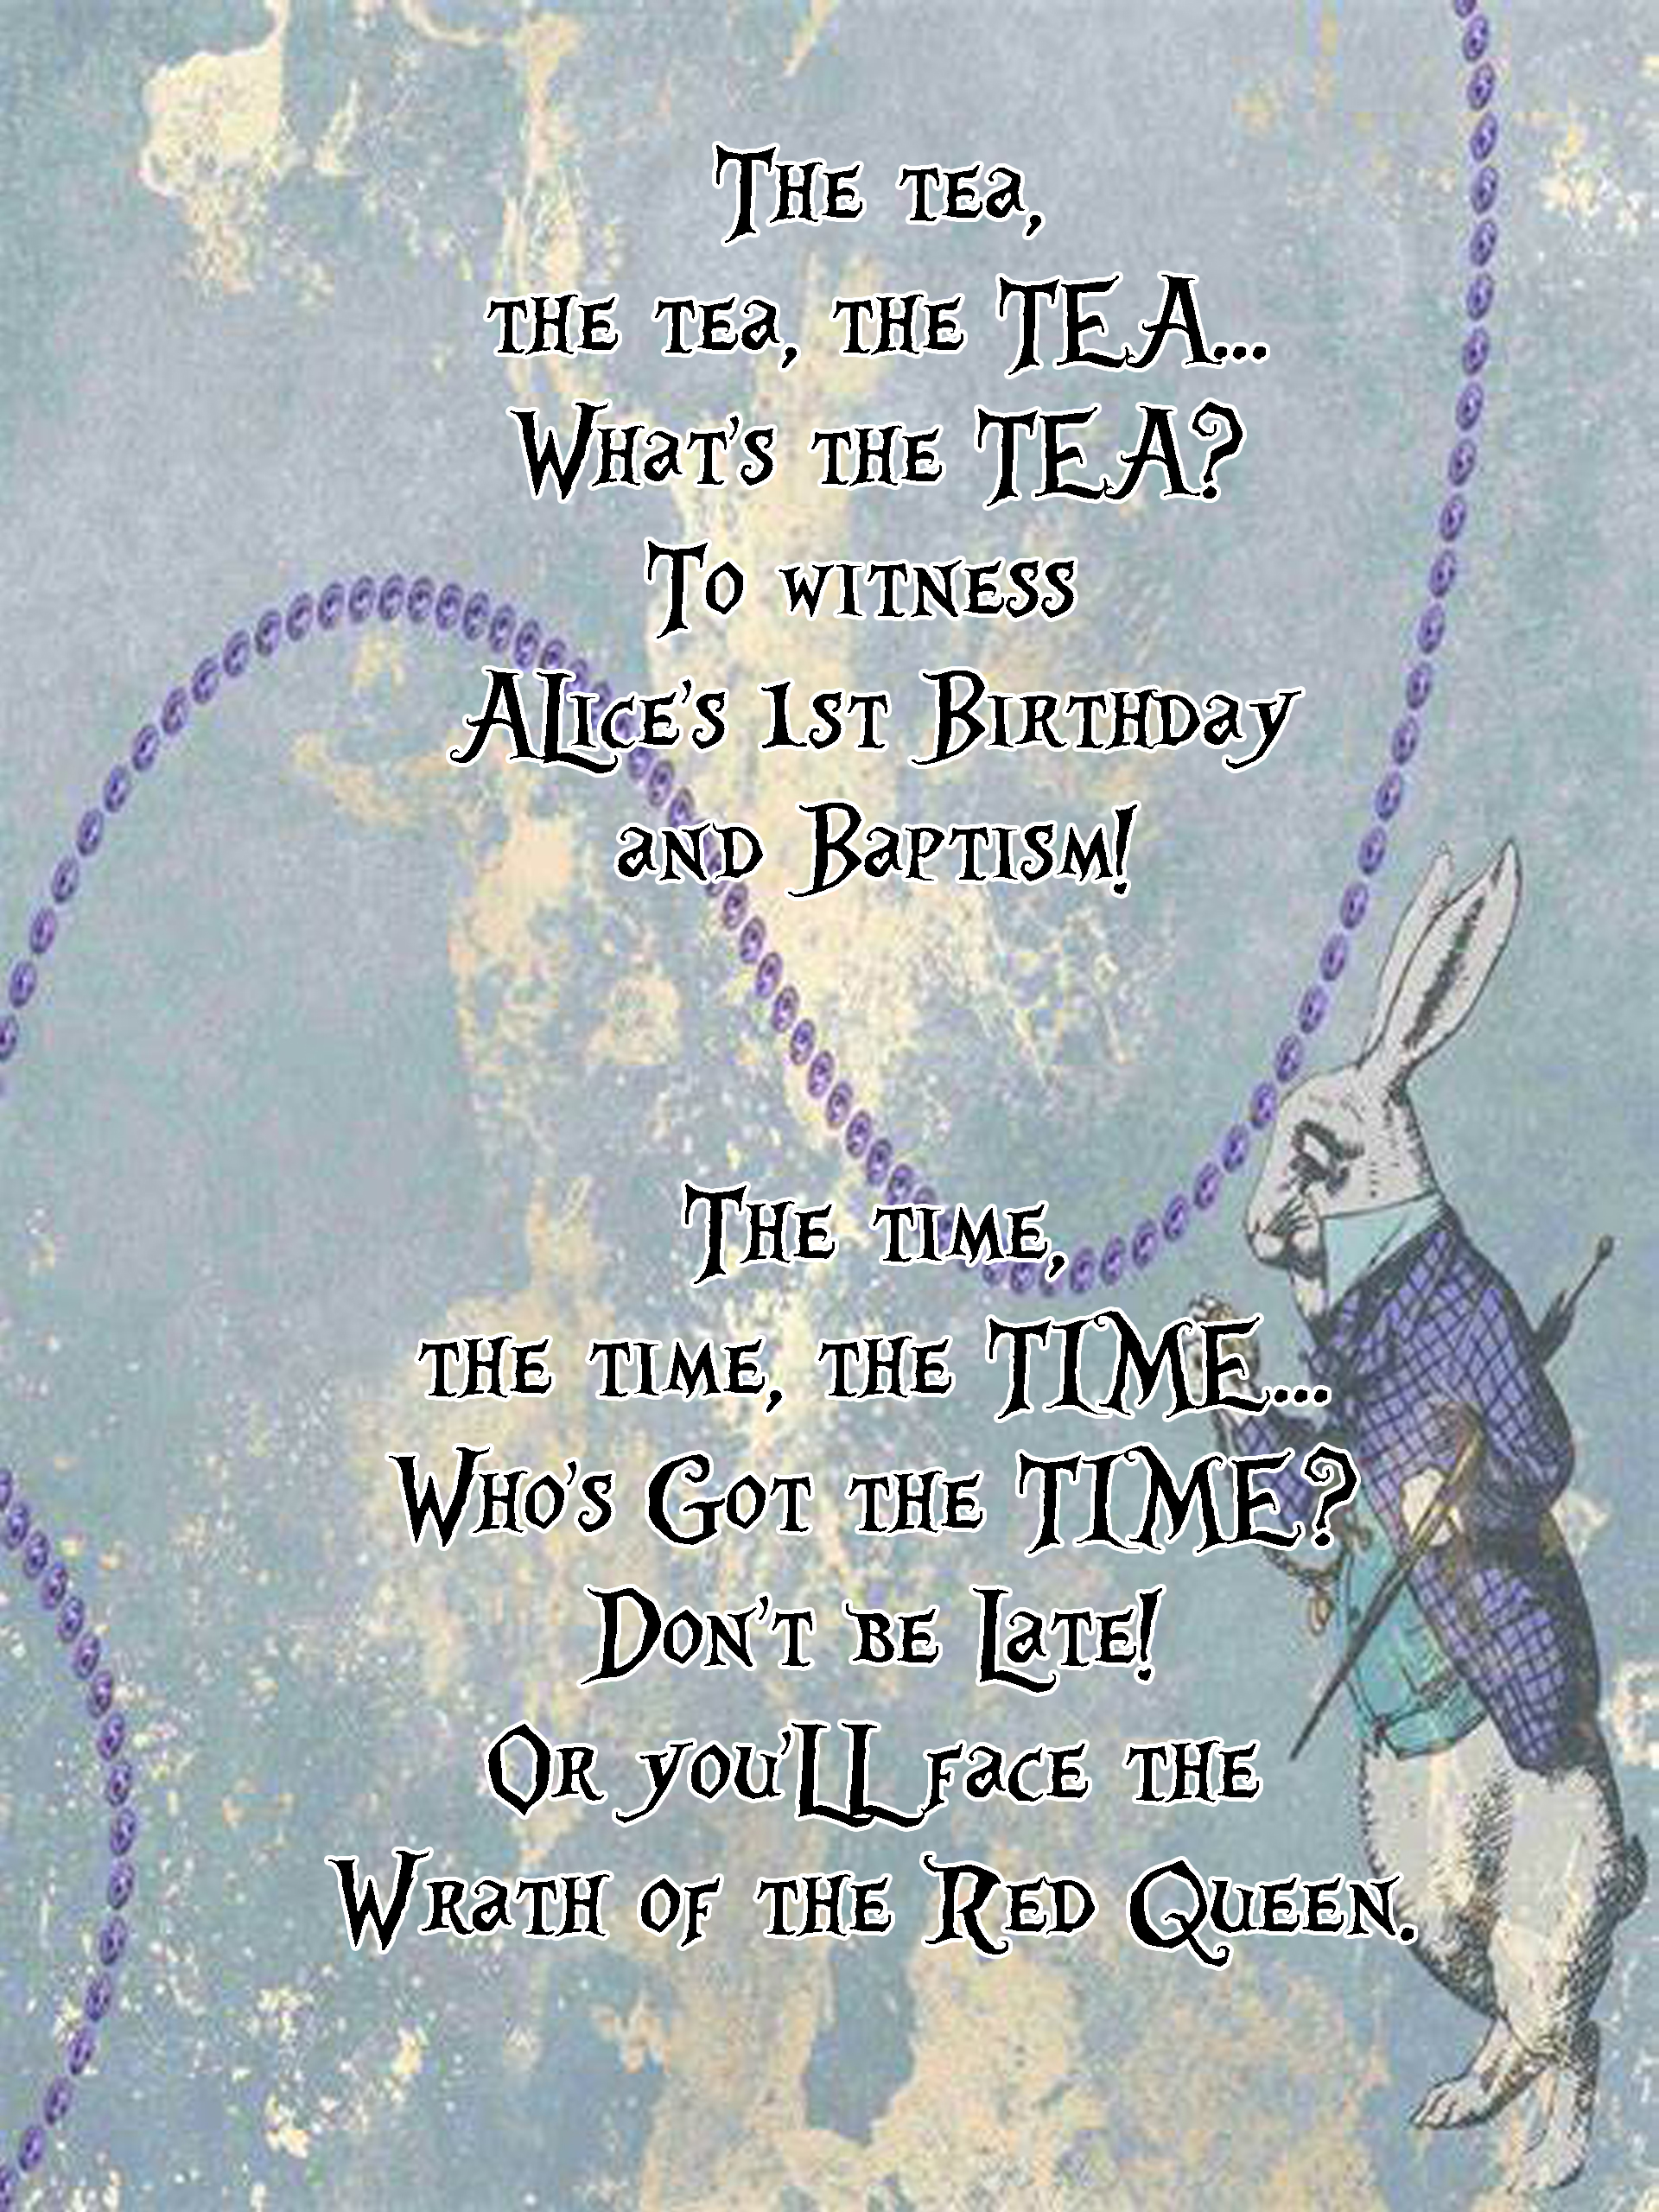 The tea,
the tea, the TEA...
What's the TEA?
To witness
Alice's 1st Birthday
and Baptism!
The time,
the time, the TIME...
Who's Got the TIME?
Don't be Late!
Or you'll face the
Wrath of the Red Queen.